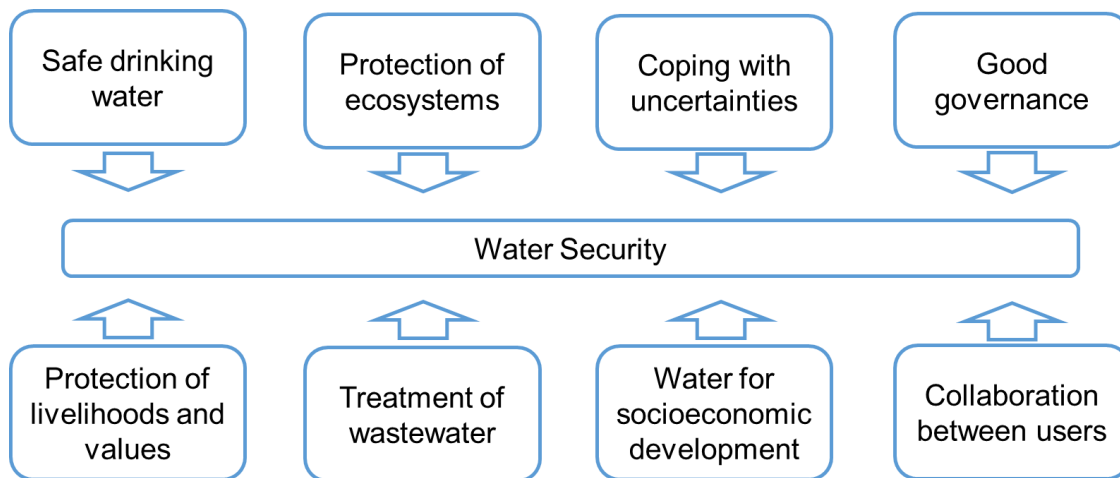 Safe drinking
water
Protection of
ecosystems
Coping with
uncertainties
Good
governance
Water Security
Protection of
livelihoods and
values
Treatment of
wastewater
Water for
socioeconomic
development
Collaboration
between users